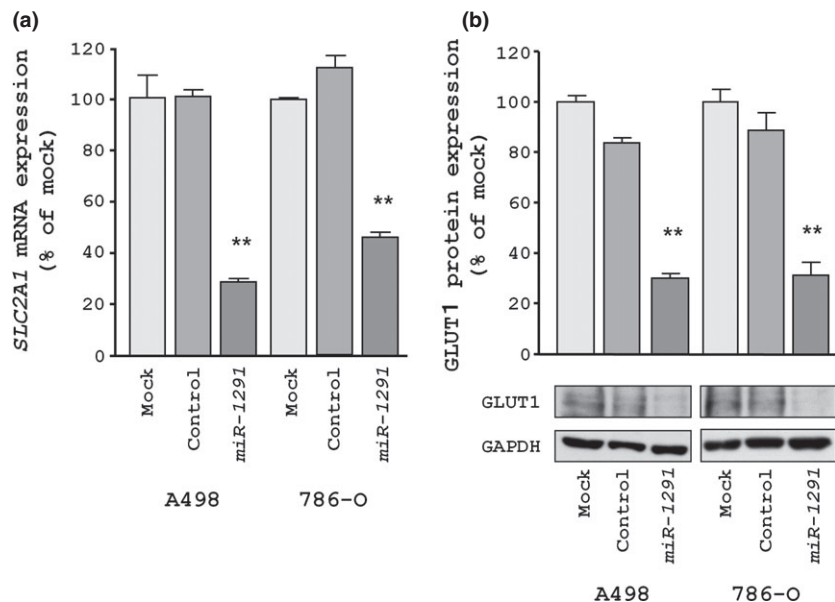 (a)
SLC2A1 mRNA expression
(% of mock)
120
100
80
60
40
20
0
**
**
Mock
Control
miR-1291
Mock
Control
miR-1291
A498
786-O
(b)
GLUT1 protein expression
(% of mock)
120
100
80
60
40
20
0
**
**
GLUT1
GAPDH
Mock
Control
miR-1291
Mock
Control
miR-1291
A498
786-O